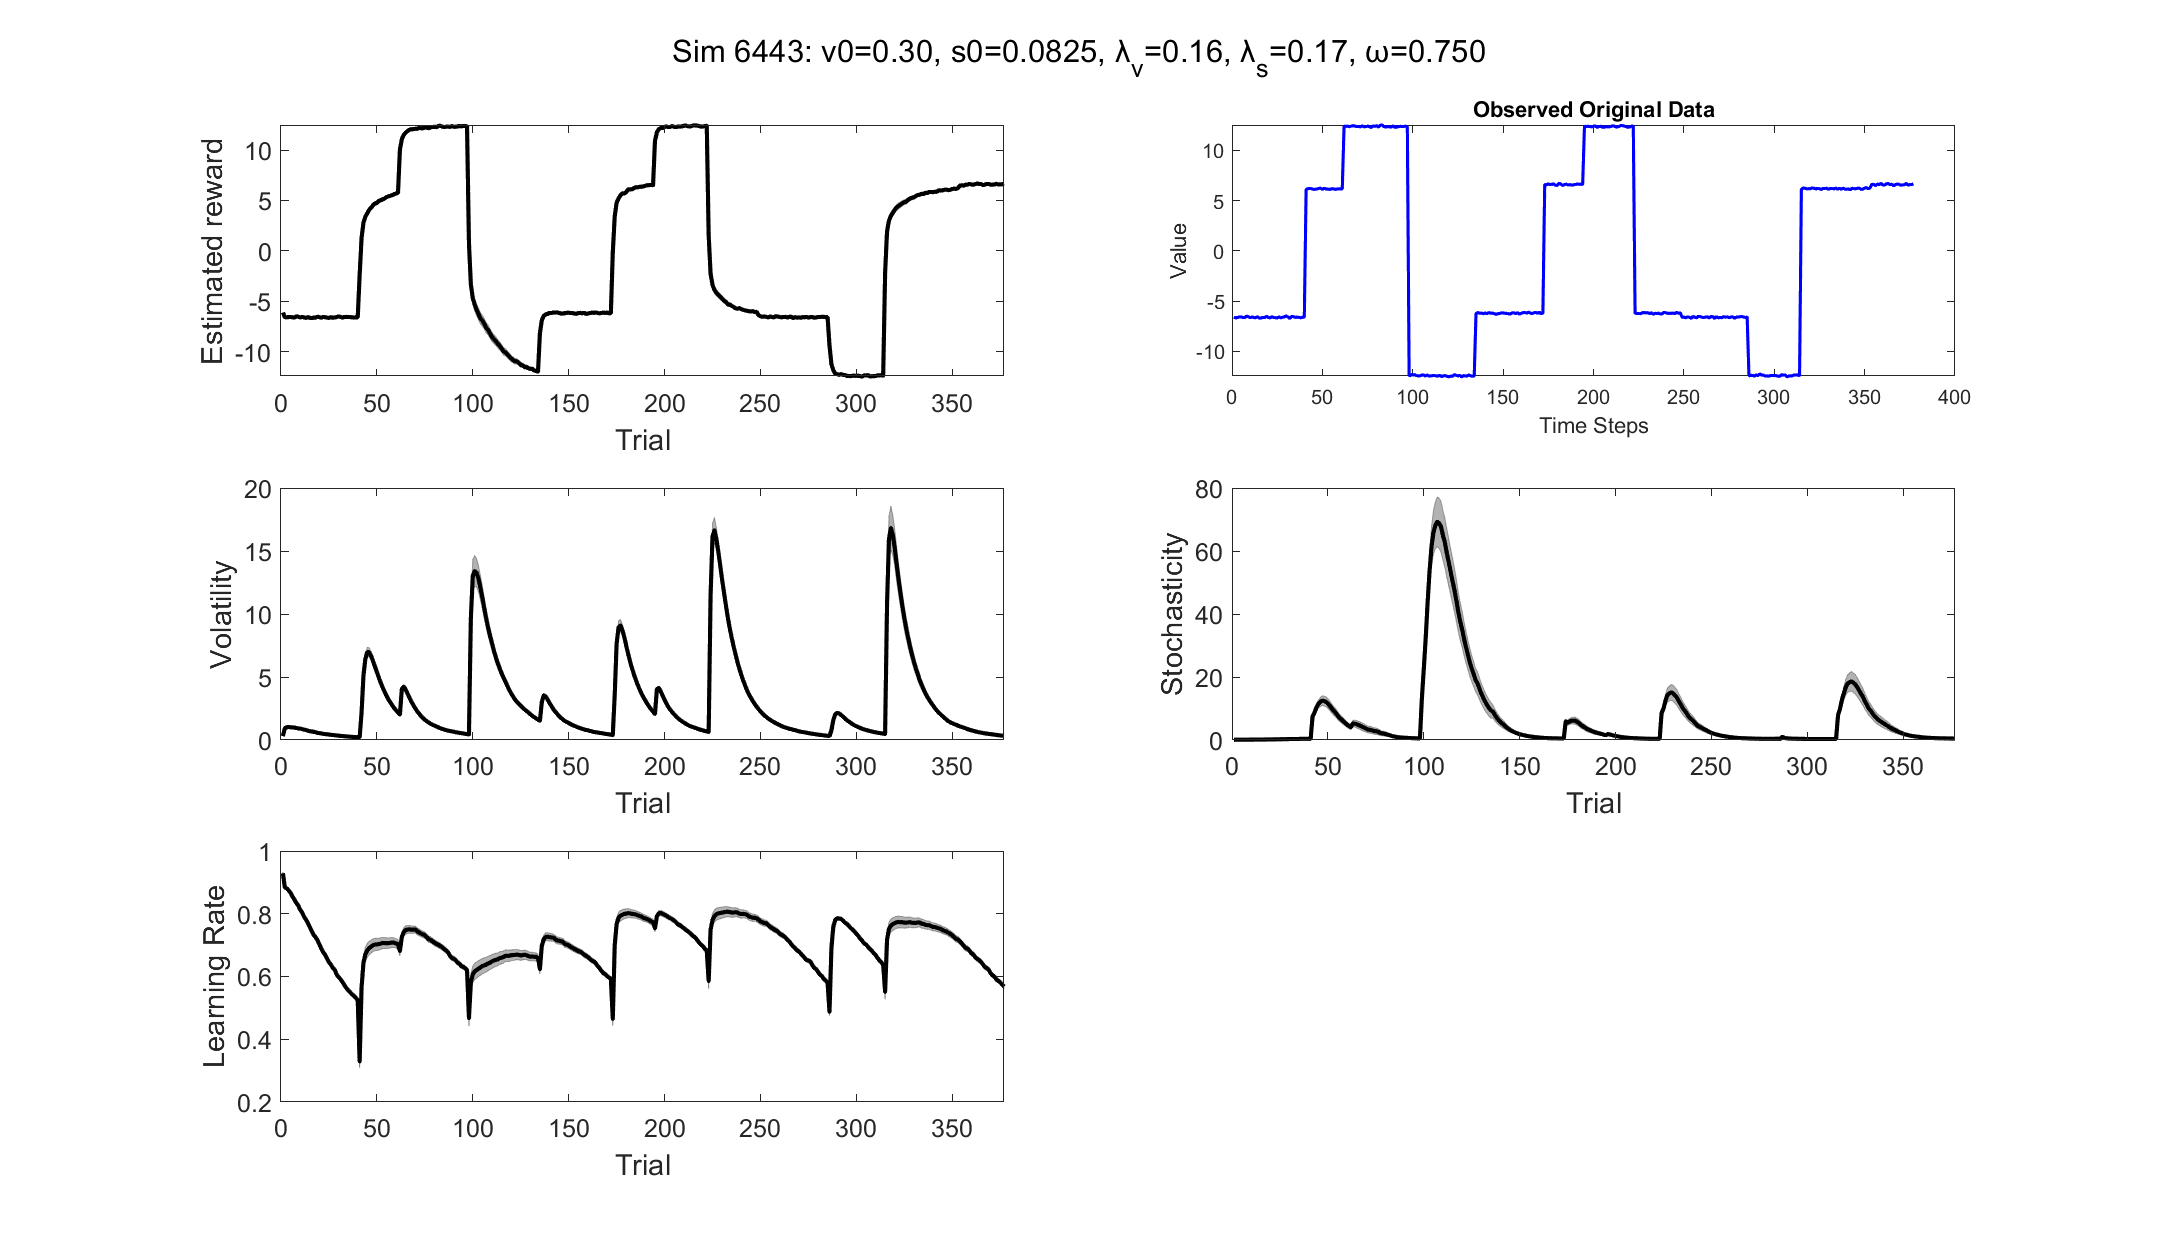 Sim 6443: v0=0.30, s0=0.0825, λv=0.16, λs=0.17, ω=0.750
Estimated reward
10
5
0
-5
-10
0 50 100 150 200 250 300 350
Trial
Observed Original Data
Value
10
5
0
-5
-10
0 50 100 150 200 250 300 350 400
Time Steps
Volatility
20
15
10
5
0
0 50 100 150 200 250 300 350
Trial
Stochasticity
80
60
40
20
0
0 50 100 150 200 250 300 350
Trial
Learning Rate
1
0.8
0.6
0.4
0.2
0 50 100 150 200 250 300 350
Trial